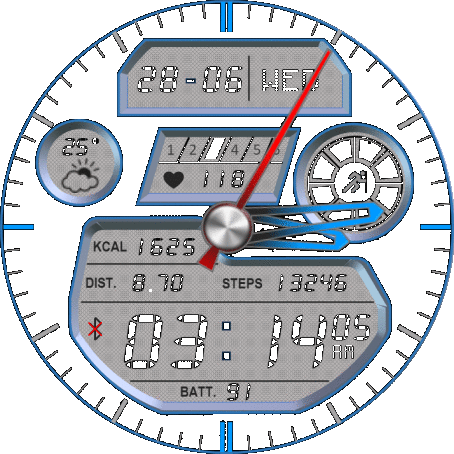 28-06 WED
25°
1 2 4 5
118
KCAL 1625
DIST. 8.70 STEPS 13246
03:14 05
AM
BATT. 91